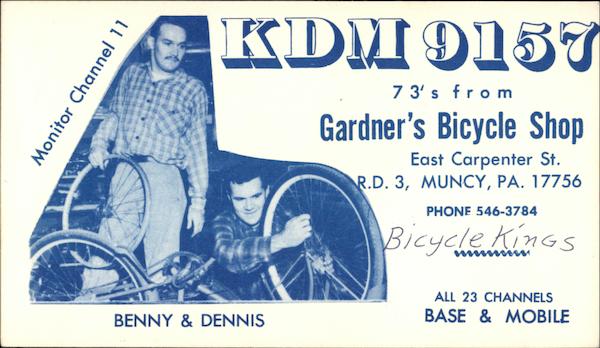 Monitor Channel 11
KDM 9157
73's from
Gardner's Bicycle Shop
East Carpenter St.
R.D. 3, MUNCY, PA. 17756
PHONE 546-3784
Bicycle Kings
ALL 23 CHANNELS
BASE & MOBILE
BENNY & DENNIS